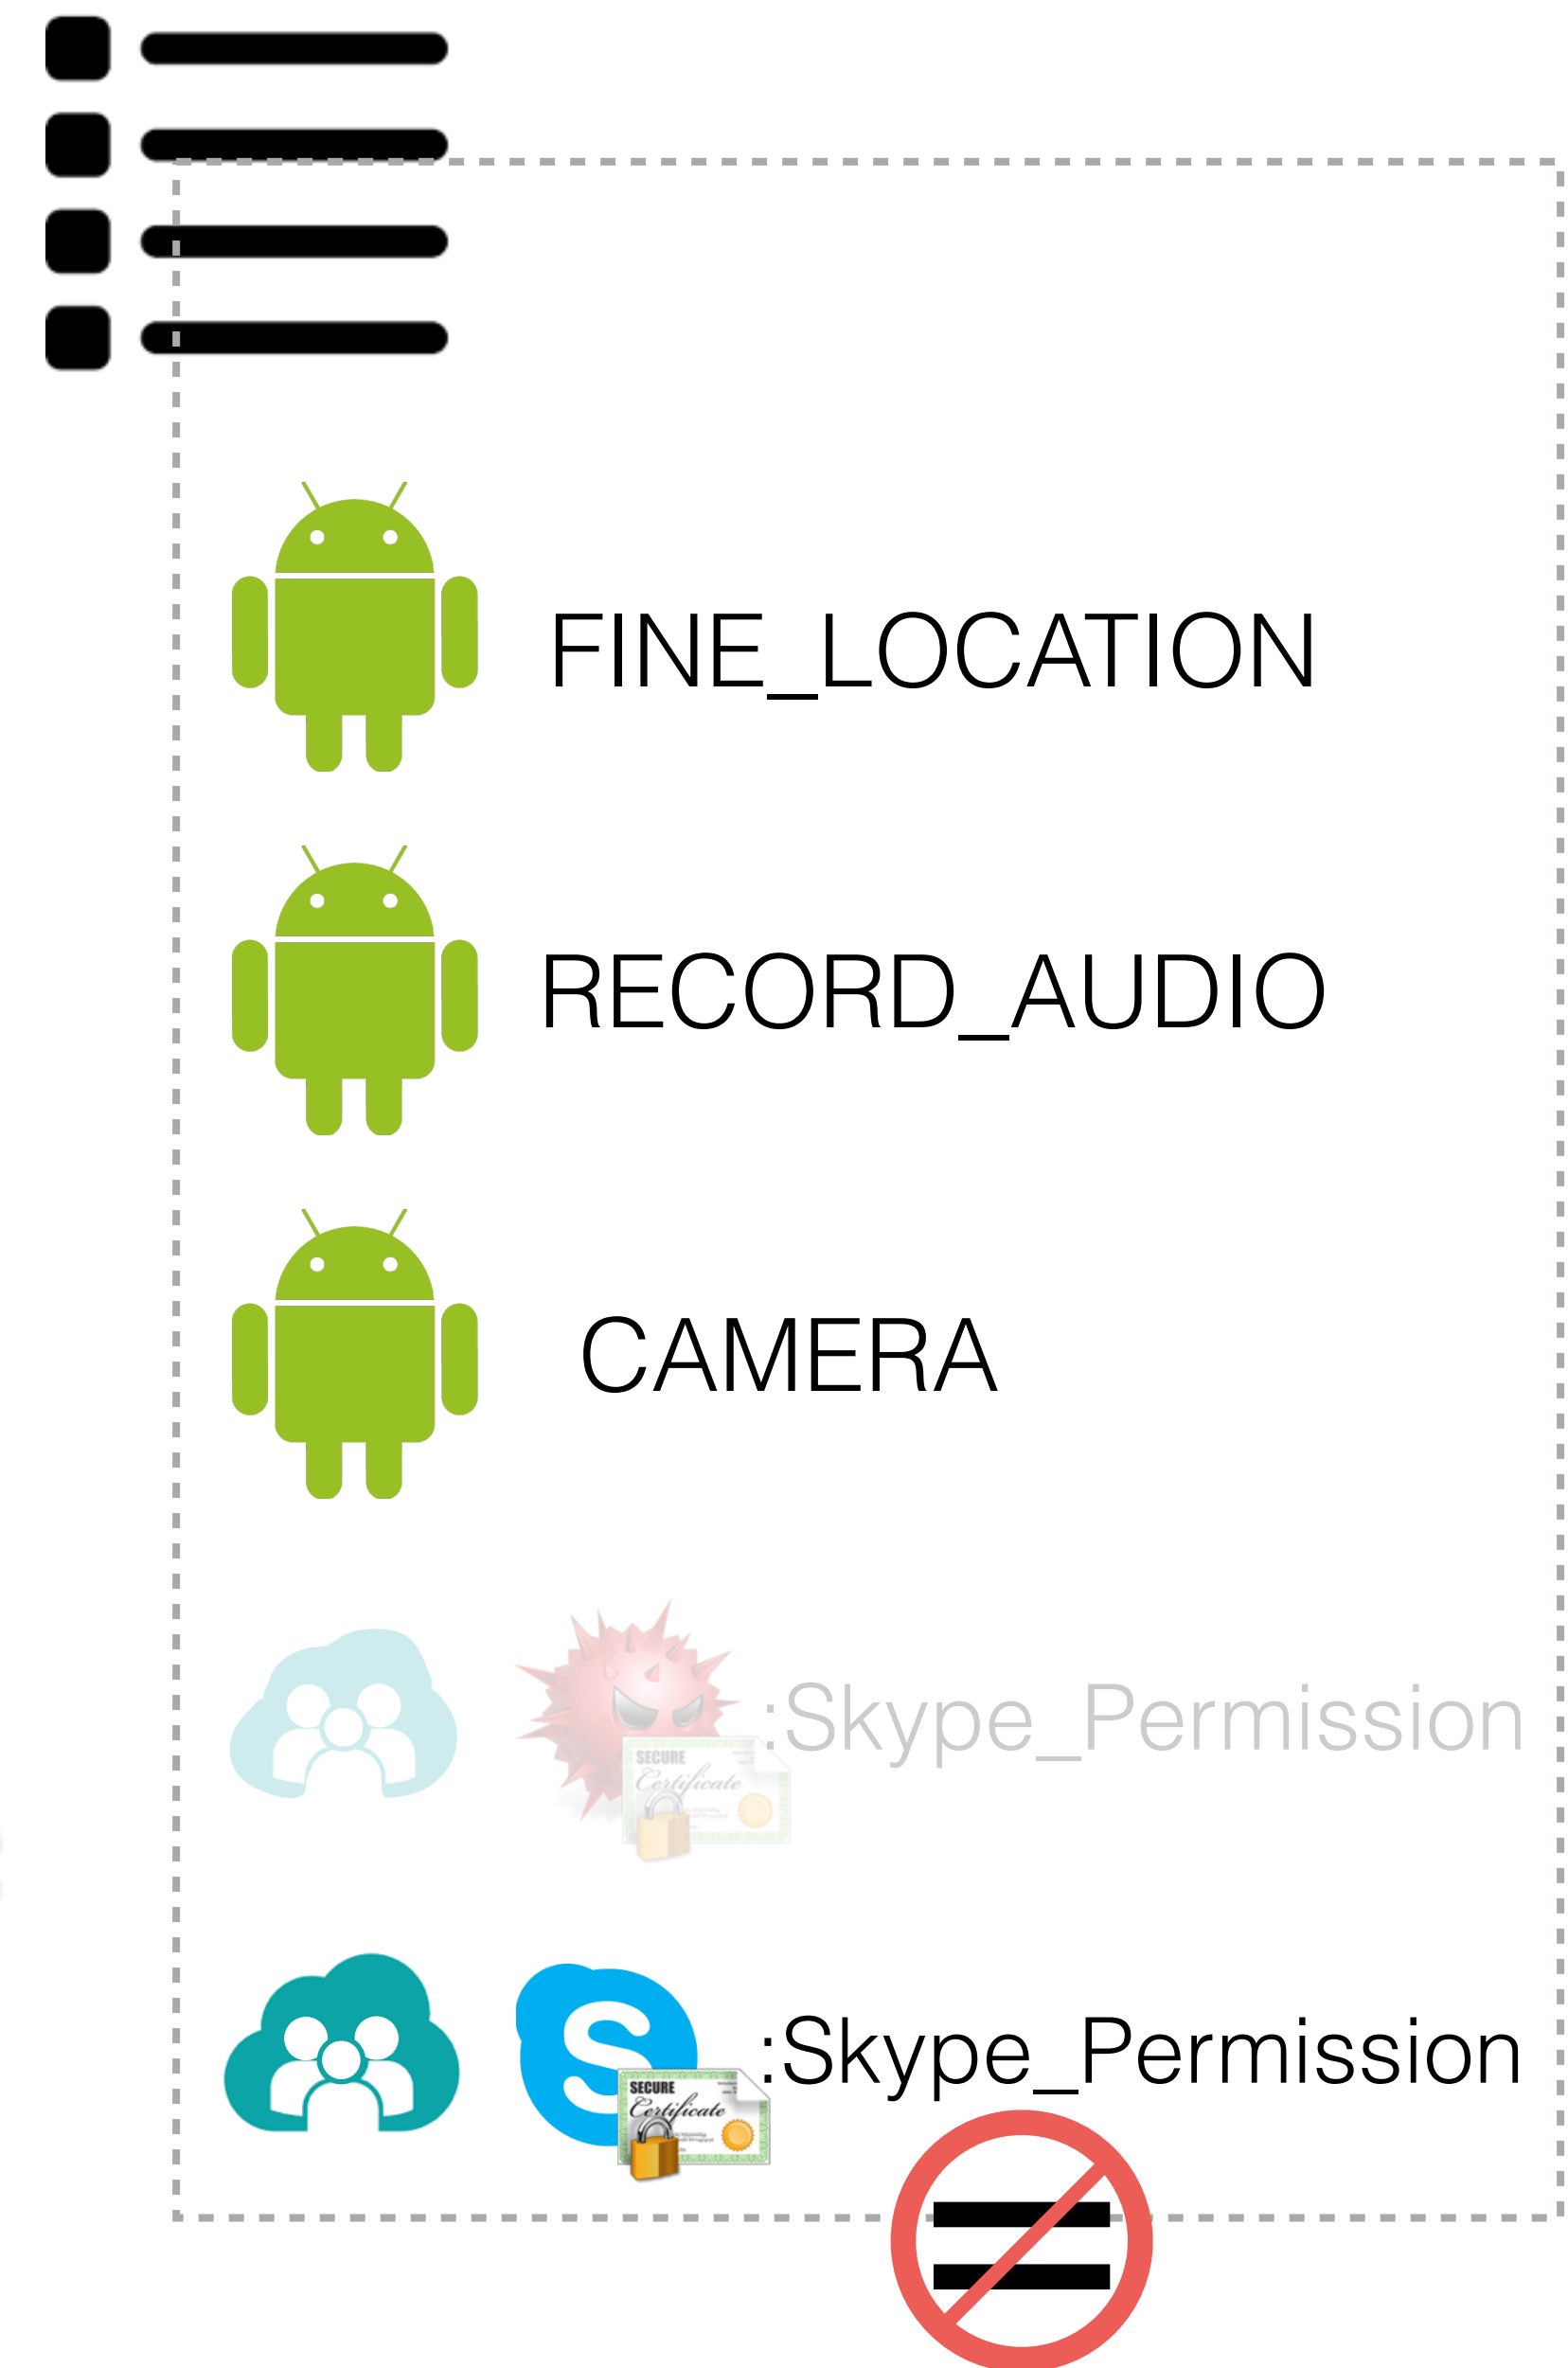 FINE_LOCATION
RECORD_AUDIO
CAMERA
:Skype_Permission
SECURE
Certificate
:Skype_Permission
SECURE
Certificate